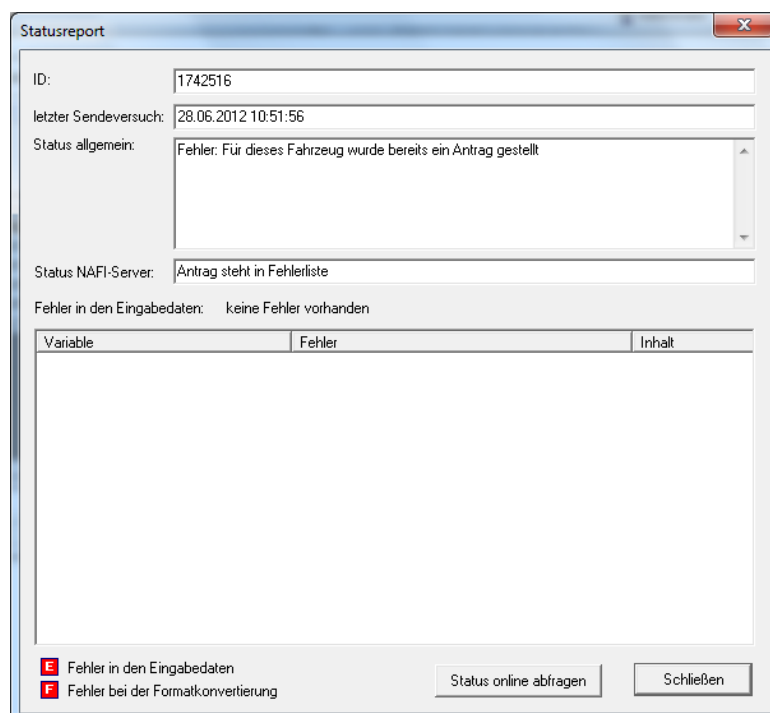 Statusreport
ID: 1742516
letzter Sendeversuch: 28.06.2012 10:51:56
Status allgemein: Fehler: Für dieses Fahrzeug wurde bereits ein Antrag gestellt
Status NAFI-Server: Antrag steht in Fehlerliste
Fehler in den Eingabedaten: keine Fehler vorhanden
Variable Fehler Inhalt
E Fehler in den Eingabedaten
F Fehler bei der Formatkonvertierung
Status online abfragen Schließen